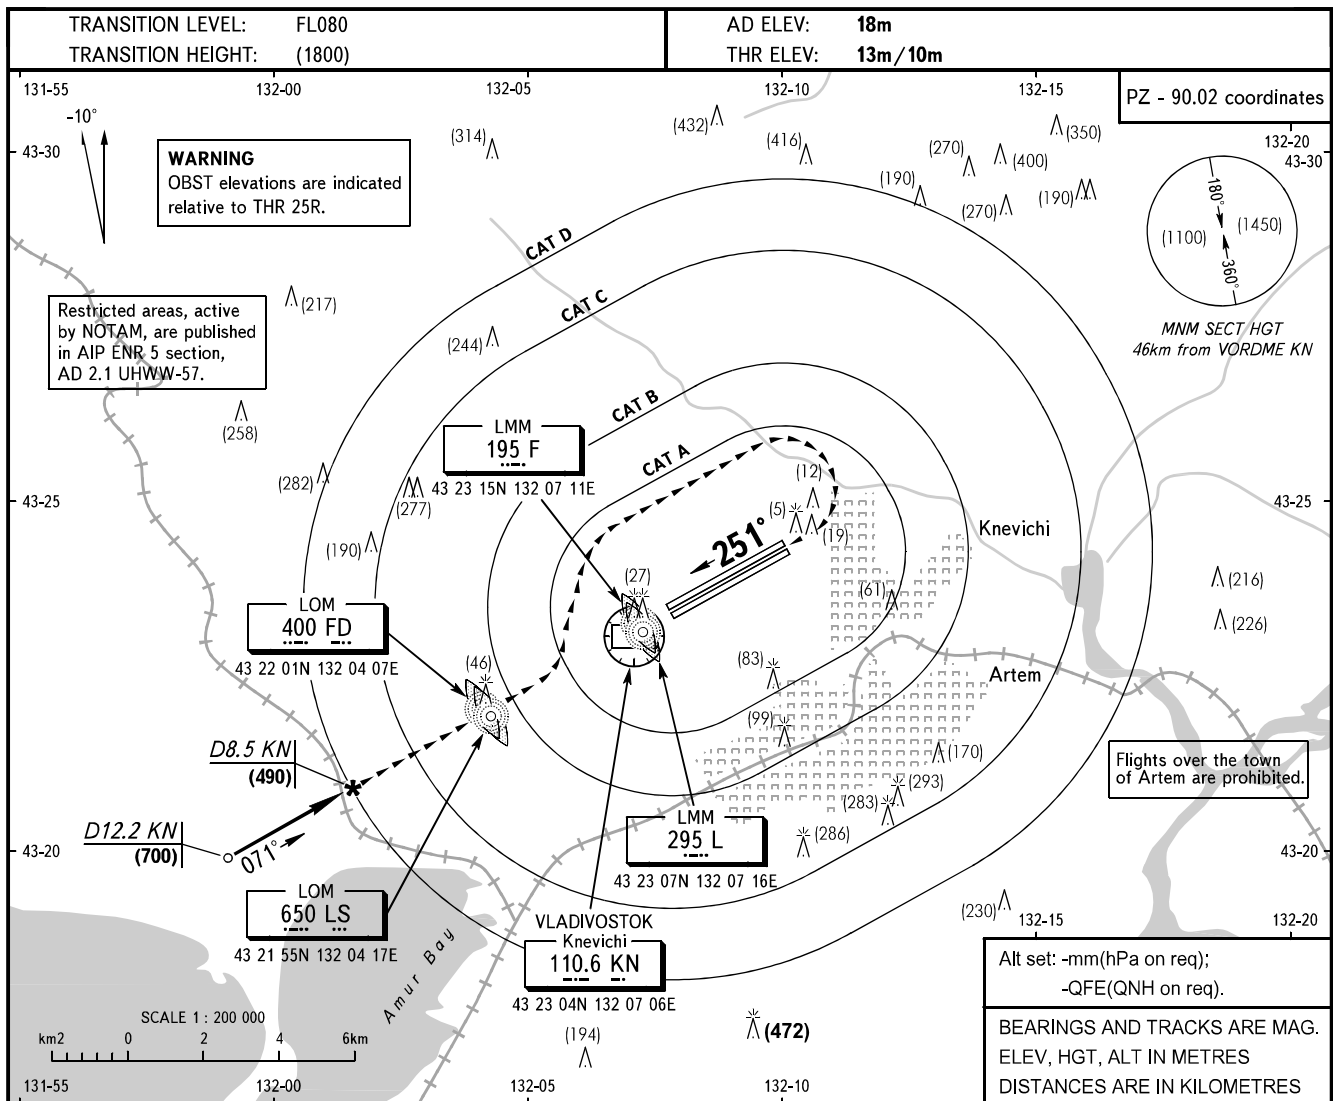 TRANSITION LEVEL: FL080
TRANSITION HEIGHT: (1800)
AD ELEV: 18m
THR ELEV: 13m/10m
131-55 132-00 132-05 132-10 132-15
PZ - 90.02 coordinates
-10°
43-30
132-20
43-30
WARNING
OBST elevations are indicated
relative to THR 25R.
(314)
(432)
(416)
(270)
(350)
(400)
(190)
(270)
(190)
180°
(1100)
(1450)
360°
MNM SECT HGT
46km from VORDME KN
CAT D
CAT C
CAT B
CAT A
Restricted areas, active
by NOTAM, are published
in AIP ENR 5 section,
AD 2.1 UHWW-57.
(217)
(244)
(258)
(282)
(277)
(190)
LMM
195 F
43 23 15N 132 07 11E
(12)
(5)
(19)
43-25
43-25
Knevichi
251°
(27)
(61)
(216)
(226)
LOM
400 FD
43 22 01N 132 04 07E
(46)
(83)
Artem
(99)
(170)
D8.5 KN
(490)
Flights over the town
of Artem are prohibited.
(293)
(283)
(286)
D12.2 KN
(700)
071°
LMM
295 L
43 23 07N 132 07 16E
43-20
43-20
LOM
650 LS
43 21 55N 132 04 17E
(230)
132-15
132-20
VLADIVOSTOK
Knevichi
110.6 KN
43 23 04N 132 07 06E
Amur Bay
Alt set: -mm(hPa on req);
-QFE(QNH on req).
SCALE 1 : 200 000
km2 0 2 4 6km
(194)
(472)
BEARINGS AND TRACKS ARE MAG.
ELEV, HGT, ALT IN METRES
DISTANCES ARE IN KILOMETRES
131-55 132-00 132-05 132-10